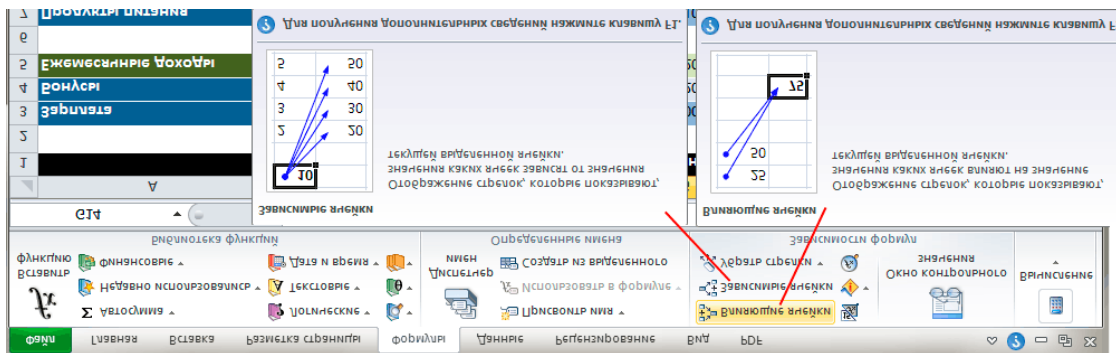 Файл Главная Вставка Разметка страницы Формулы Данные Рецензирование Вид PDF
Σ Автосумма Логические
Недавно использовались Текстовые
Финансовые Дата и время
fx Вставить функцию
Библиотека функций
Диспетчер имен
Присвоить имя
Использовать в формуле
Создать из выделенного
Определенные имена
Влияющие ячейки
Зависимые ячейки
Убрать стрелки
Зависимости формул
Окно контрольного значения
Вычисление
G14
A
1
2
3 Зарплата
4 Бонусы
5 Ежемесячные доходы
6
7 Продукты питания
Зависимые ячейки
10
2 20
3 30
4 40
5 50
Отображение стрелок, которые показывают,
значения каких ячеек зависят от значения
текущей выделенной ячейки.
Для получения дополнительных сведений нажмите клавишу F1.
Влияющие ячейки
25
50
75
Отображение стрелок, которые показывают,
значения каких ячеек влияют на значение
текущей выделенной ячейки.
Для получения дополнительных сведений нажмите клавишу F